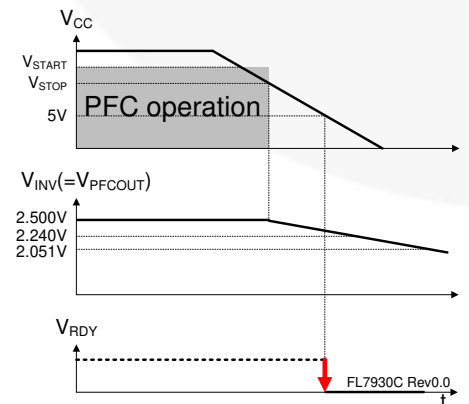 VCC
VSTART
VSTOP
PFC operation
5V
VINV(=VPFCOUT)
2.500V
2.240V
2.051V
VRDY
FL7930C Rev0.0
t